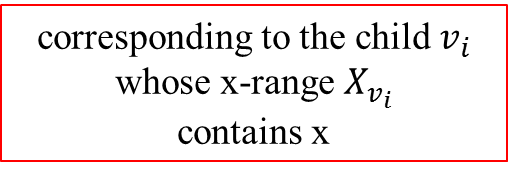 corresponding to the child $v_i$
whose x-range $X_{v_i}$
contains x